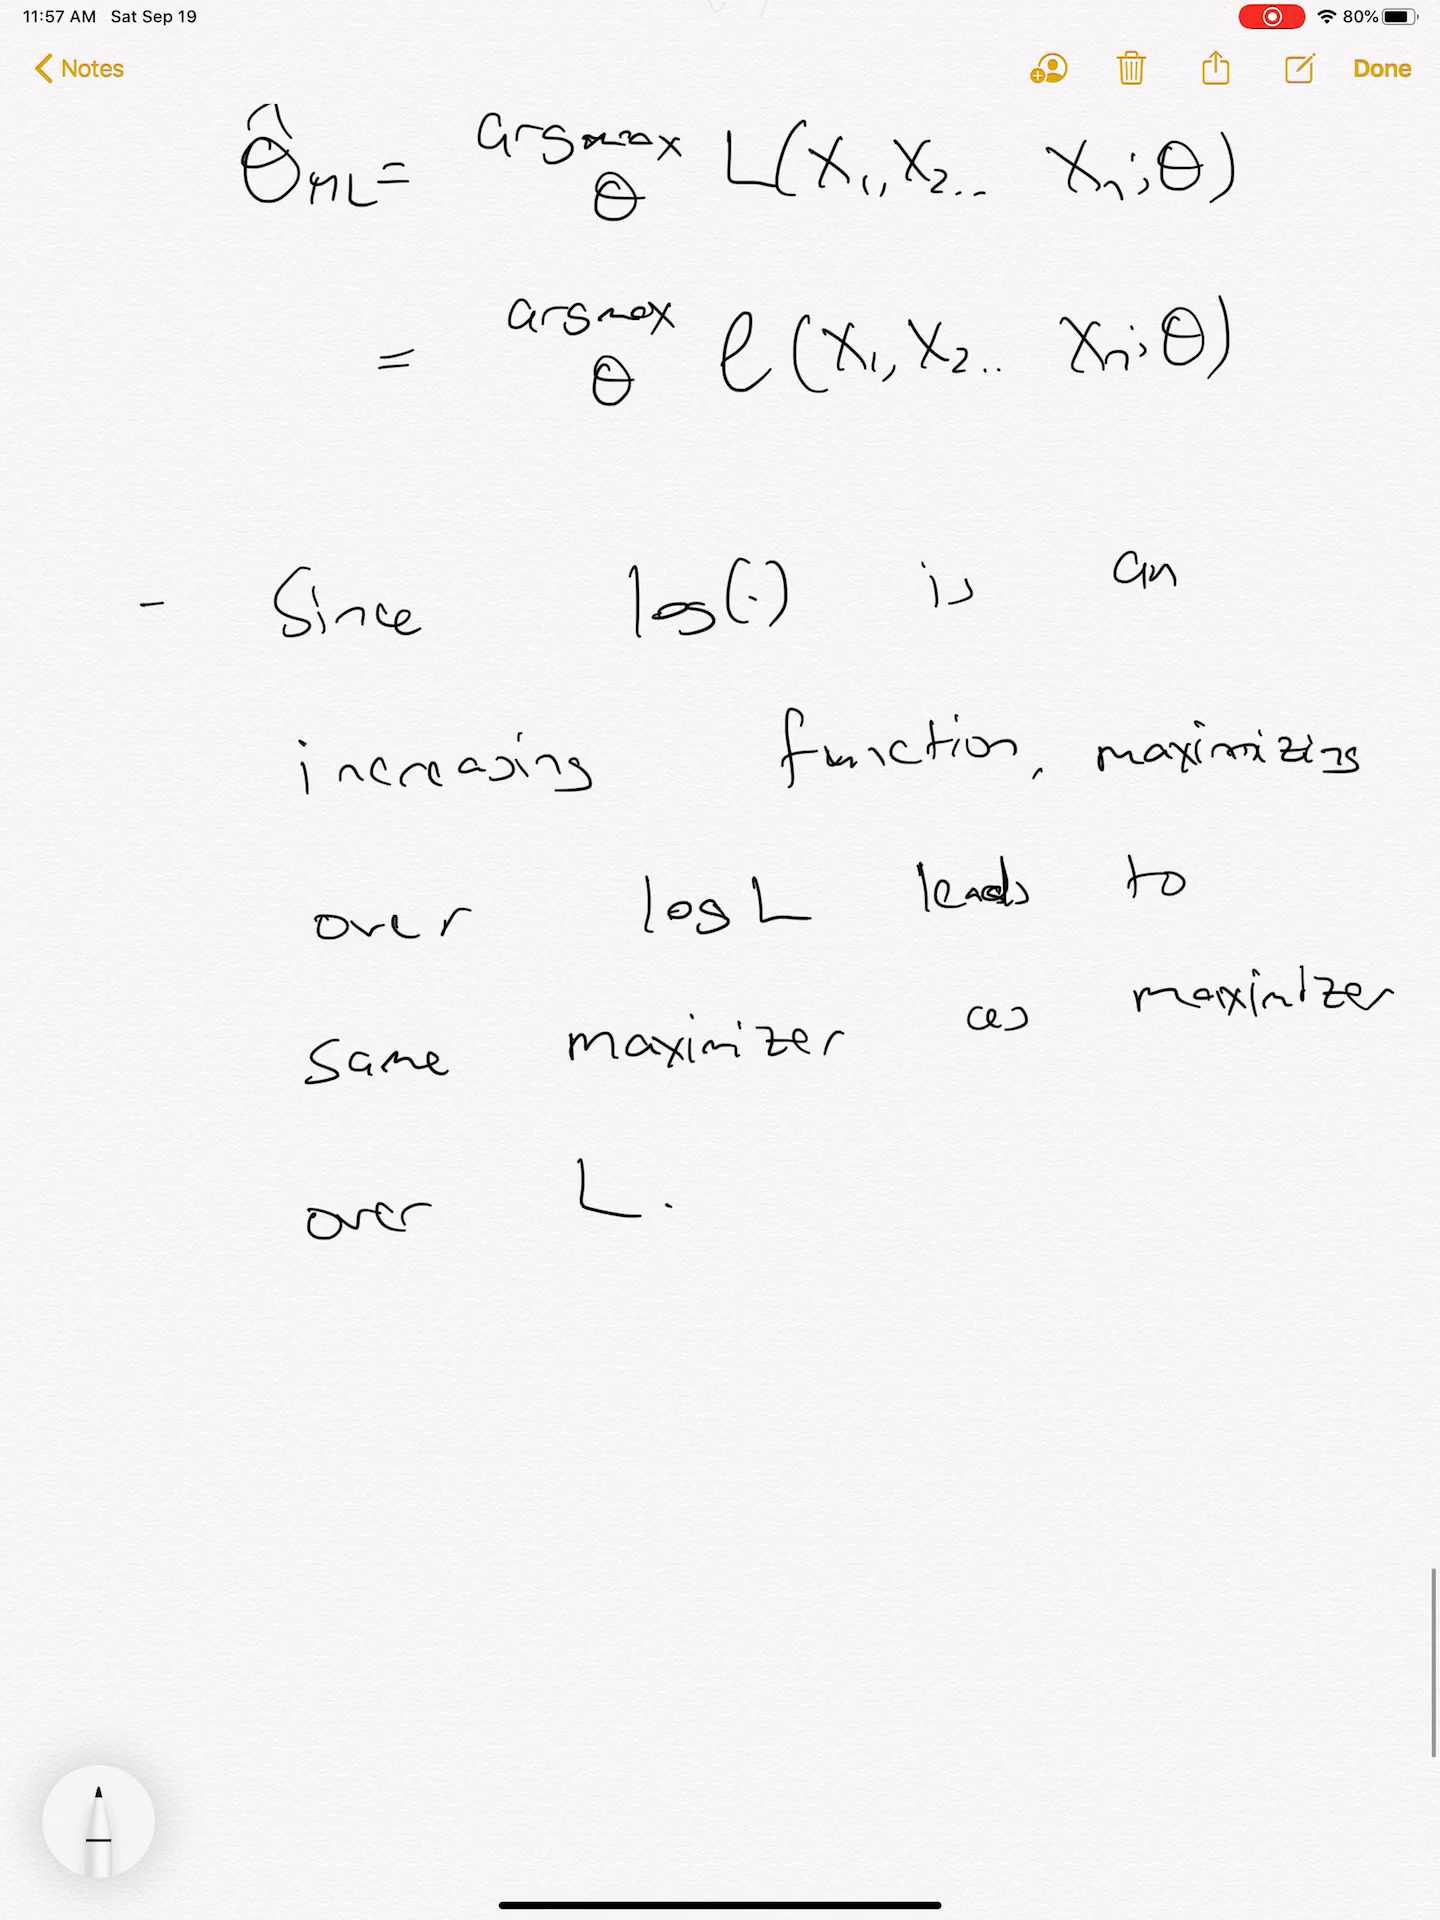 11:57 AM Sat Sep 19 80%
Notes Done
θ̂ML = argmax θ L(X1, X2.. Xn; θ)
= argmax θ ℓ(X1, X2.. Xn; θ)
- Since log(.) is an
increasing function, maximizing
over log L leads to
same maximizer as maximizer
over L.